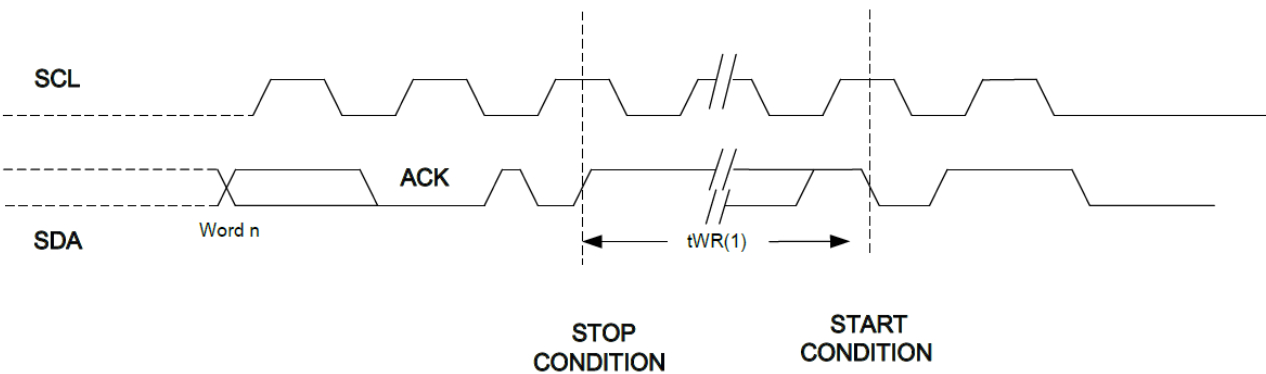 SCL
ACK
Word n
SDA
tWR(1)
STOP
CONDITION
START
CONDITION